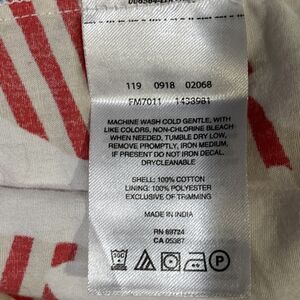 119 0918 02068
FM7011 1438981
MACHINE WASH COLD GENTLE, WITH
LIKE COLORS, NON-CHLORINE BLEACH
WHEN NEEDED, TUMBLE DRY LOW,
REMOVE PROMPTLY, IRON MEDIUM,
IF PRESENT DO NOT IRON DECAL.
DRYCLEANABLE
SHELL: 100% COTTON
LINING: 100% POLYESTER
EXCLUSIVE OF TRIMMING
MADE IN INDIA
RN 69724
CA 05387